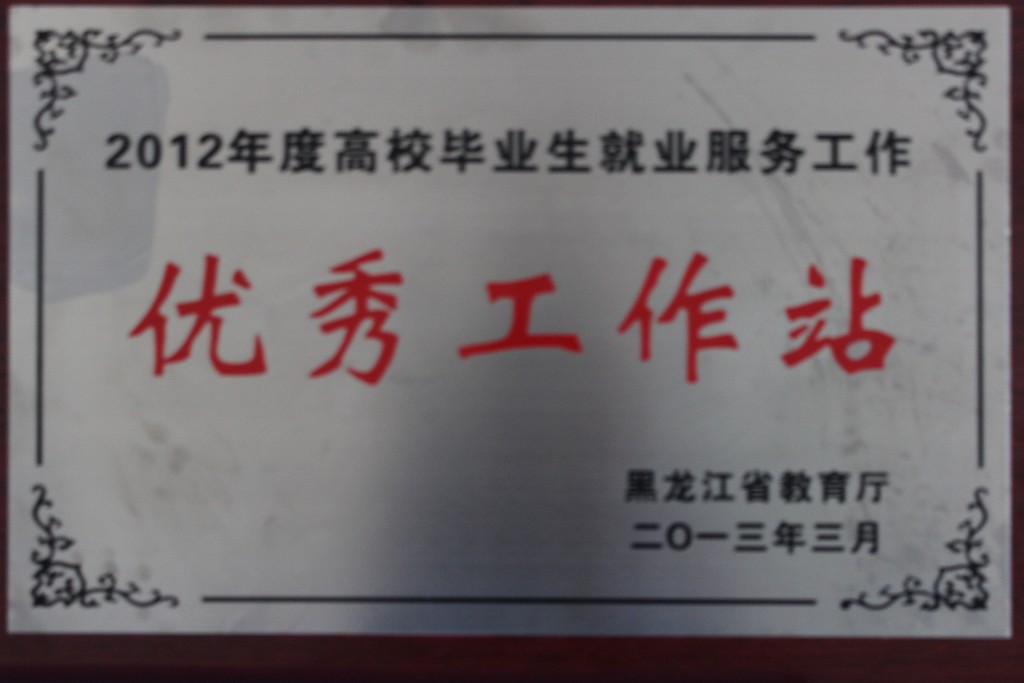 2012年度高校毕业生就业服务工作
优秀工作站
黑龙江省教育厅
二〇一三年三月